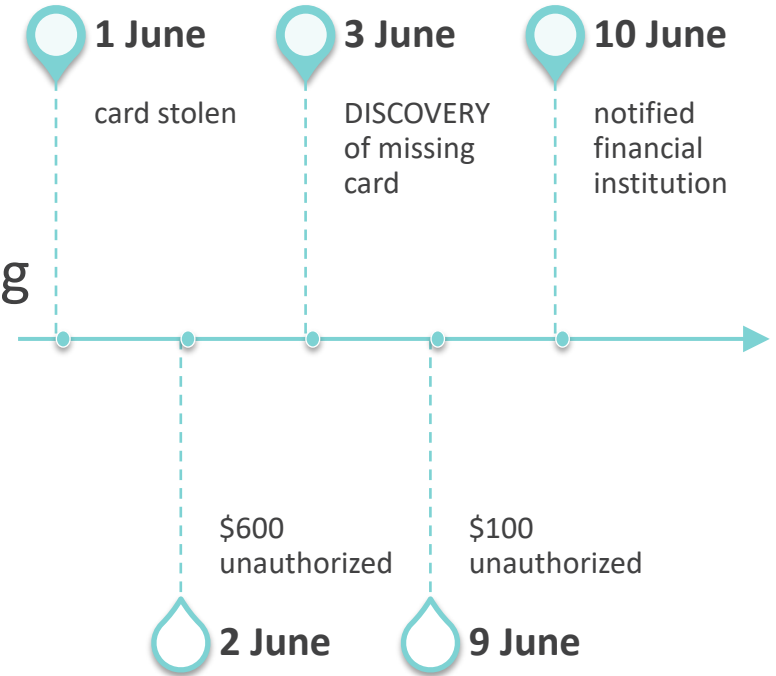 1 June
card stolen
3 June
DISCOVERY
of missing
card
10 June
notified
financial
institution
g
$600
unauthorized
2 June
$100
unauthorized
9 June